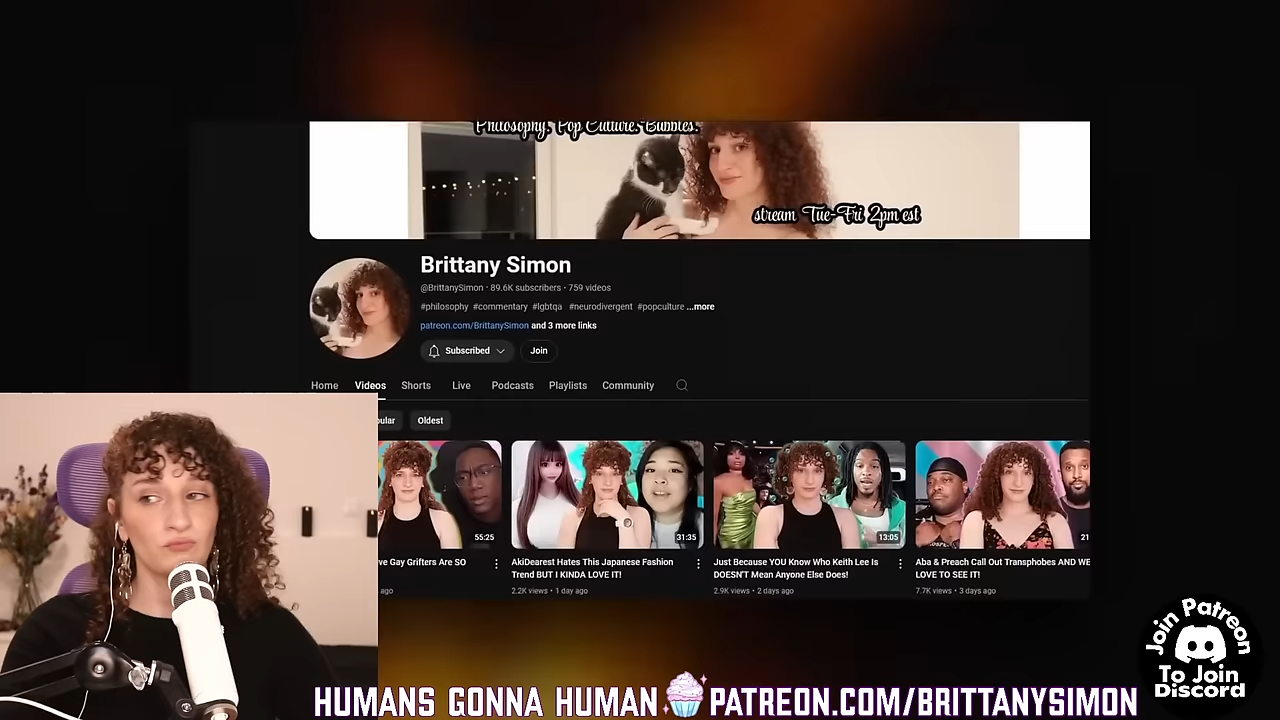 Philosophy. Pop Culture. Bubbles.
stream Tue-Fri 2pm est
Brittany Simon
@BrittanySimon · 89.6K subscribers · 759 videos
#philosophy #commentary #lgbtqa #neurodivergent #popculture ...more
patreon.com/BrittanySimon and 3 more links
Subscribed
Join
Home Videos Shorts Live Podcasts Playlists Community
ular Oldest
55:25 31:35 13:05 21
ve Gay Grifters Are SO
ago
AkiDearest Hates This Japanese Fashion
Trend BUT I KINDA LOVE IT!
2.2K views · 1 day ago
Just Because YOU Know Who Keith Lee Is
DOESN'T Mean Anyone Else Does!
2.9K views · 2 days ago
Aba & Preach Call Out Transphobes AND WE
LOVE TO SEE IT!
7.7K views · 3 days ago
Join Patreon
To Join
Discord
HUMANS GONNA HUMAN PATREON.COM/BRITTANYSIMON